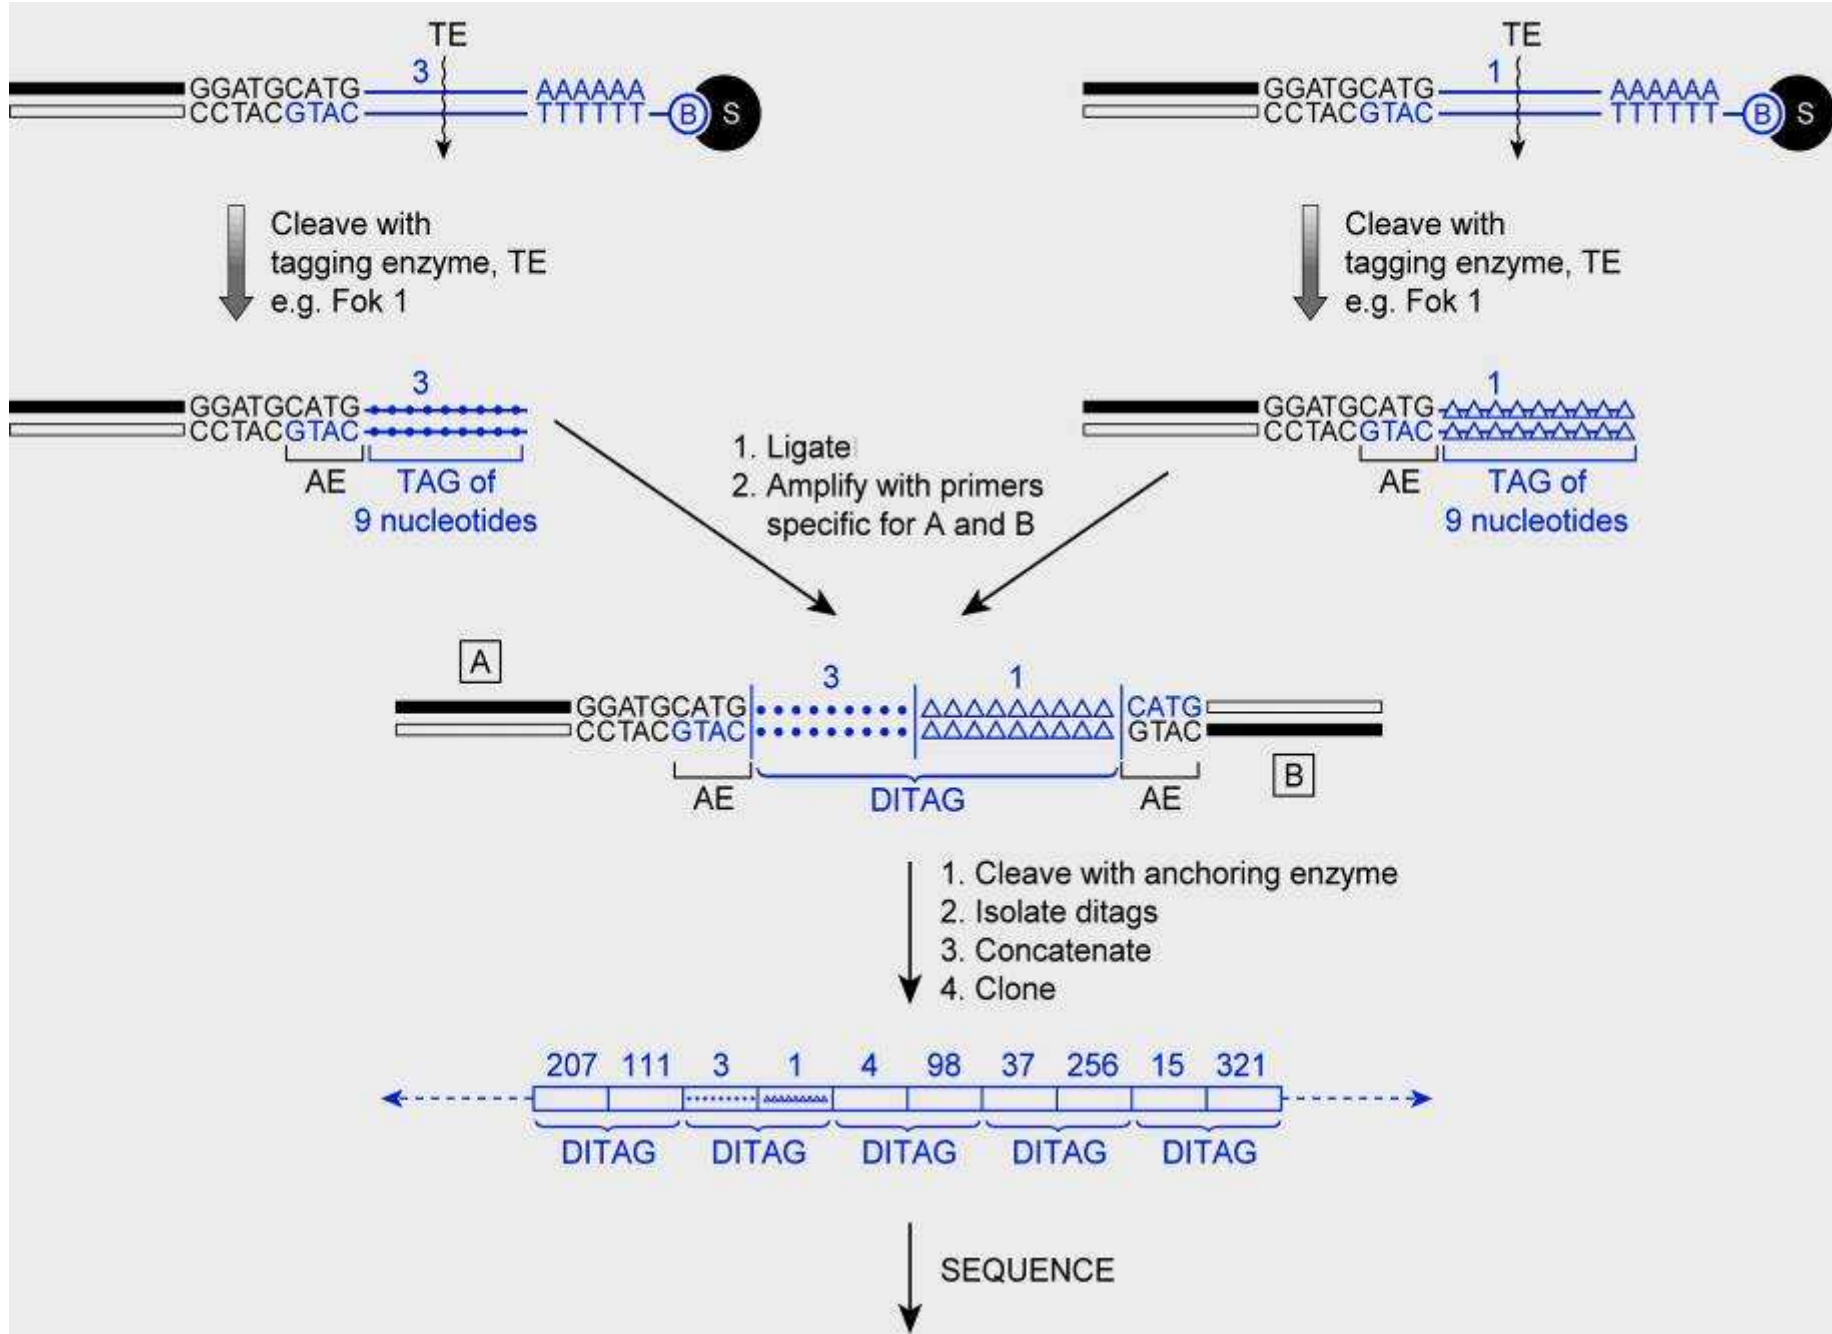 TE
TE
3
1
GGATGCATG
AAAAAA
CCTACGTAC
TTTTTT
B
S
GGATGCATG
AAAAAA
CCTACGTAC
TTTTTT
B
S
Cleave with
tagging enzyme, TE
e.g. Fok 1
Cleave with
tagging enzyme, TE
e.g. Fok 1
3
GGATGCATG
CCTACGTAC
AE
TAG of
9 nucleotides
1. Ligate
2. Amplify with primers
specific for A and B
1
GGATGCATG
CCTACGTAC
AE
TAG of
9 nucleotides
A
3
1
GGATGCATG
CATG
CCTACGTAC
GTAC
AE
DITAG
AE
B
1. Cleave with anchoring enzyme
2. Isolate ditags
3. Concatenate
4. Clone
207 111 3 1 4 98 37 256 15 321
DITAG DITAG DITAG DITAG DITAG
SEQUENCE